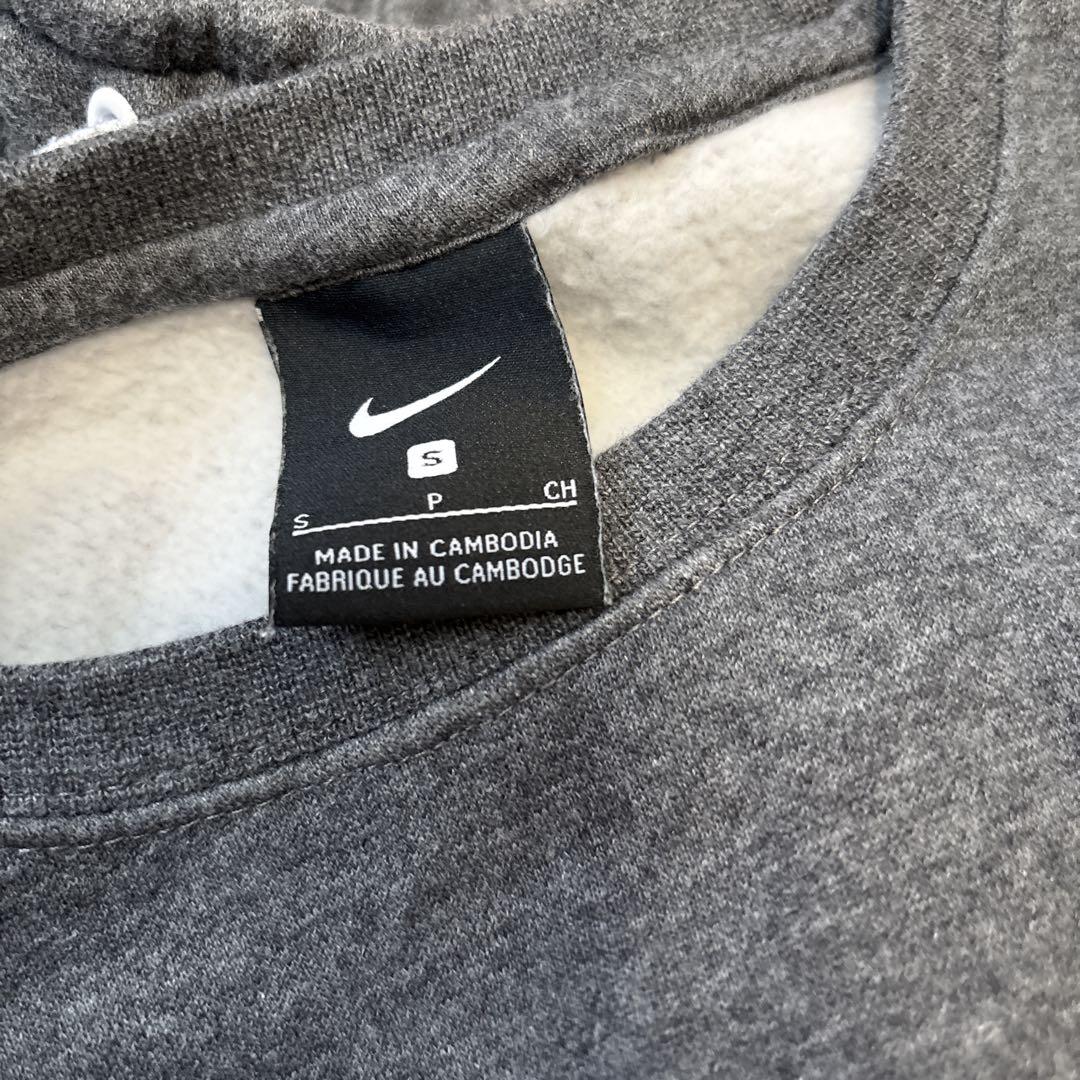 S
S P CH
MADE IN CAMBODIA
FABRIQUE AU CAMBODGE